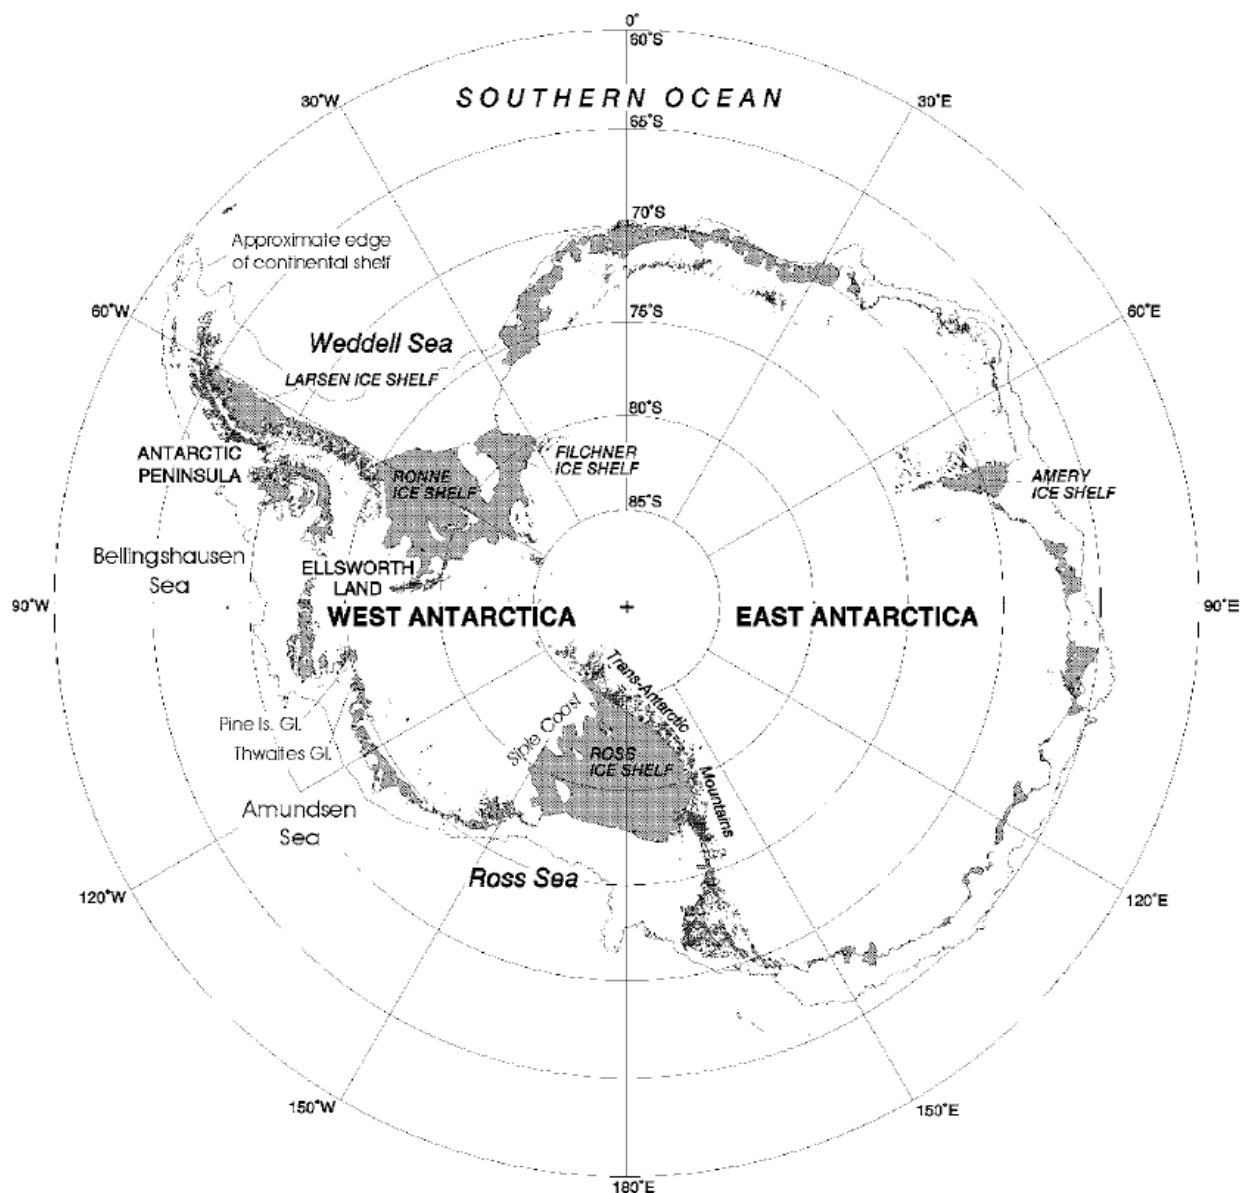 0°
60°S
30°W
30°E
SOUTHERN OCEAN
65°S
70°S
Approximate edge
of continental shelf
60°W
60°E
75°S
Weddell Sea
LARSEN ICE SHELF
80°S
ANTARCTIC
PENINSULA
FILCHNER
ICE SHELF
RONNE
ICE SHELF
AMERY
ICE SHELF
85°S
Bellingshausen
Sea
ELLSWORTH
LAND
90°W
WEST ANTARCTICA
EAST ANTARCTICA
90°E
Trans-Antarctic
Mountains
Siple Coast
Pine Is. Gl.
Thwaites Gl.
ROSS
ICE SHELF
Amundsen
Sea
Ross Sea
120°W
120°E
150°W
150°E
180°E